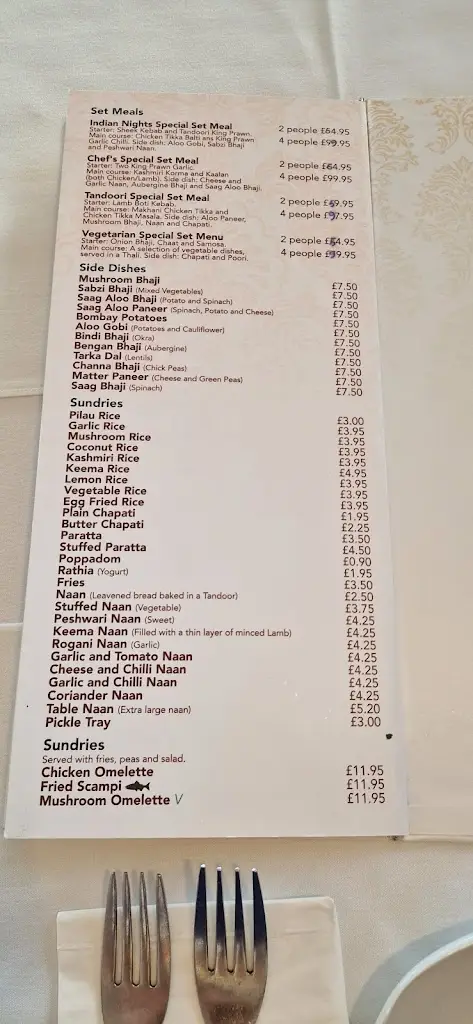 Set Meals
Indian Nights Special Set Meal 2 people £64.95
Starter: Sheek Kebab and Tandoori King Prawn.
Main course: Chicken Tikka Balti ans King Prawn 4 people £99.95
Garlic Chilli. Side dish: Aloo Gobi, Sabzi Bhaji
and Peshwari Naan.
Chef's Special Set Meal 2 people £64.95
Starter: Two King Prawn Garlic.
Main course: Kashmiri Korma and Kaalan 4 people £99.95
(both Chicken/Lamb). Side dish: Cheese and
Garlic Naan, Aubergine Bhaji and Saag Aloo Bhaji.
Tandoori Special Set Meal 2 people
Starter: Lamb Boti Kebab.
Main course: Makhani Chicken Tikka and 4 people
Chicken Tikka Masala. Side dish: Aloo Paneer,
Mushroom Bhaji, Naan and Chapati.
Vegetarian Special Set Menu 2 people
Starter: Onion Bhaji, Chaat and Samosa.
Main course: A selection of vegetable dishes, 4 people
served in a Thali. Side dish: Chapati and Poori.
Side Dishes
Mushroom Bhaji £7.50
Sabzi Bhaji (Mixed Vegetables) £7.50
Saag Aloo Bhaji (Potato and Spinach) £7.50
Saag Aloo Paneer (Spinach, Potato and Cheese) £7.50
Bombay Potatoes £7.50
Aloo Gobi (Potatoes and Cauliflower) £7.50
Bindi Bhaji (Okra) £7.50
Bengan Bhaji (Aubergine) £7.50
Tarka Dal (Lentils) £7.50
Channa Bhaji (Chick Peas) £7.50
Matter Paneer (Cheese and Green Peas) £7.50
Saag Bhaji (Spinach) £7.50
Sundries
Pilau Rice £3.00
Garlic Rice £3.95
Mushroom Rice £3.95
Coconut Rice £3.95
Kashmiri Rice £3.95
Keema Rice £4.95
Lemon Rice £3.95
Vegetable Rice £3.95
Egg Fried Rice £3.95
Plain Chapati £1.95
Butter Chapati £2.25
Paratta £3.50
Stuffed Paratta £4.50
Poppadom £0.90
Rathia (Yogurt) £1.95
Fries £3.50
Naan (Leavened bread baked in a Tandoor) £2.50
Stuffed Naan (Vegetable) £3.75
Peshwari Naan (Sweet) £4.25
Keema Naan (Filled with a thin layer of minced Lamb) £4.25
Rogani Naan (Garlic) £4.25
Garlic and Tomato Naan £4.25
Cheese and Chilli Naan £4.25
Garlic and Chilli Naan £4.25
Coriander Naan £4.25
Table Naan (Extra large naan) £5.20
Pickle Tray £3.00
Sundries
Served with fries, peas and salad.
Chicken Omelette £11.95
Fried Scampi £11.95
Mushroom Omelette V £11.95